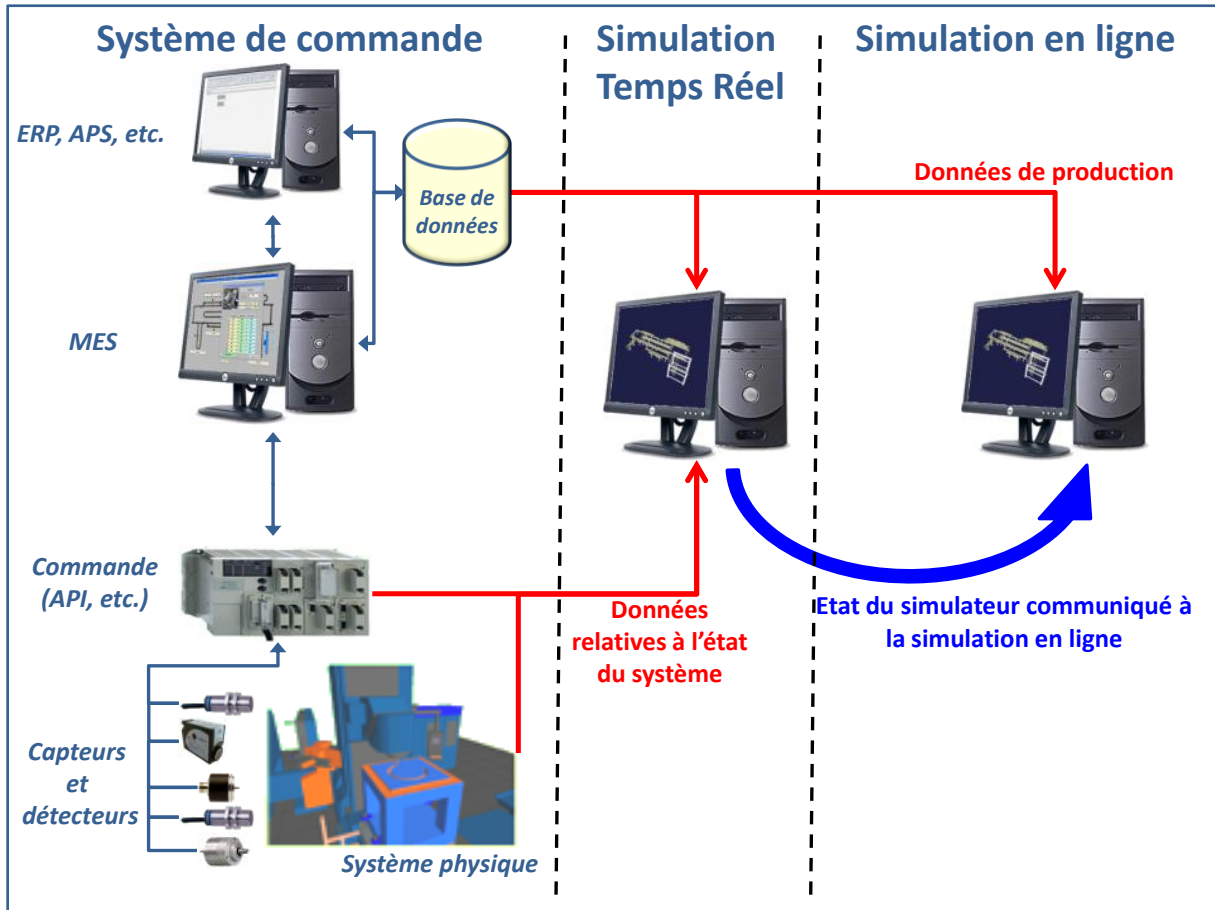 Système de commande
Simulation
Temps Réel
Simulation en ligne
ERP, APS, etc.
Base de
données
Données de production
MES
Commande
(API, etc.)
Données
relatives à l'état
du système
Etat du simulateur communiqué à
la simulation en ligne
Capteurs
et
détecteurs
Système physique